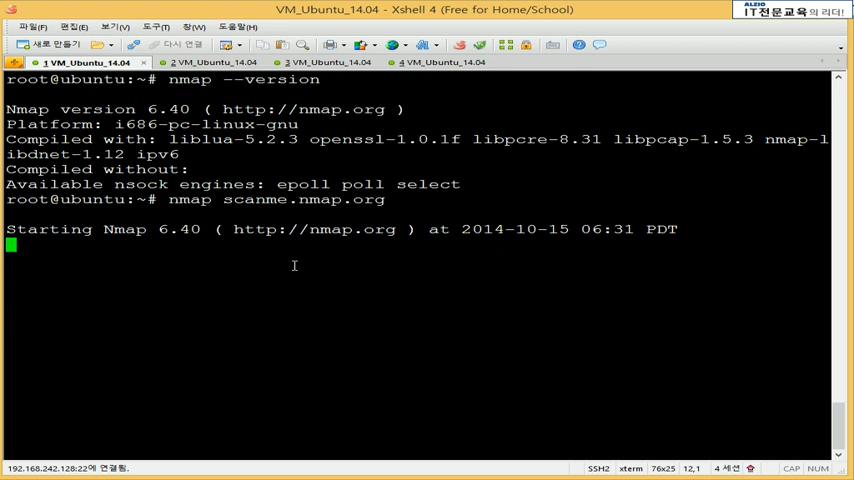 VM_Ubuntu_14.04 - Xshell 4 (Free for Home/School)
ALZIO
IT전문교육의 리더!
파일(F) 편집(E) 보기(V) 도구(T) 창(W) 도움말(H)
새로 만들기 다시 연결
1 VM_Ubuntu_14.04 × 2 VM_Ubuntu_14.04 3 VM_Ubuntu_14.04 4 VM_Ubuntu_14.04
root@ubuntu:~# nmap --version
Nmap version 6.40 ( http://nmap.org )
Platform: i686-pc-linux-gnu
Compiled with: liblua-5.2.3 openssl-1.0.1f libpcre-8.31 libpcap-1.5.3 nmap-l
ibdnet-1.12 ipv6
Compiled without:
Available nsock engines: epoll poll select
root@ubuntu:~# nmap scanme.nmap.org
Starting Nmap 6.40 ( http://nmap.org ) at 2014-10-15 06:31 PDT
192.168.242.128:22에 연결됨. SSH2 xterm 76x25 12,1 4 세션 CAP NUM